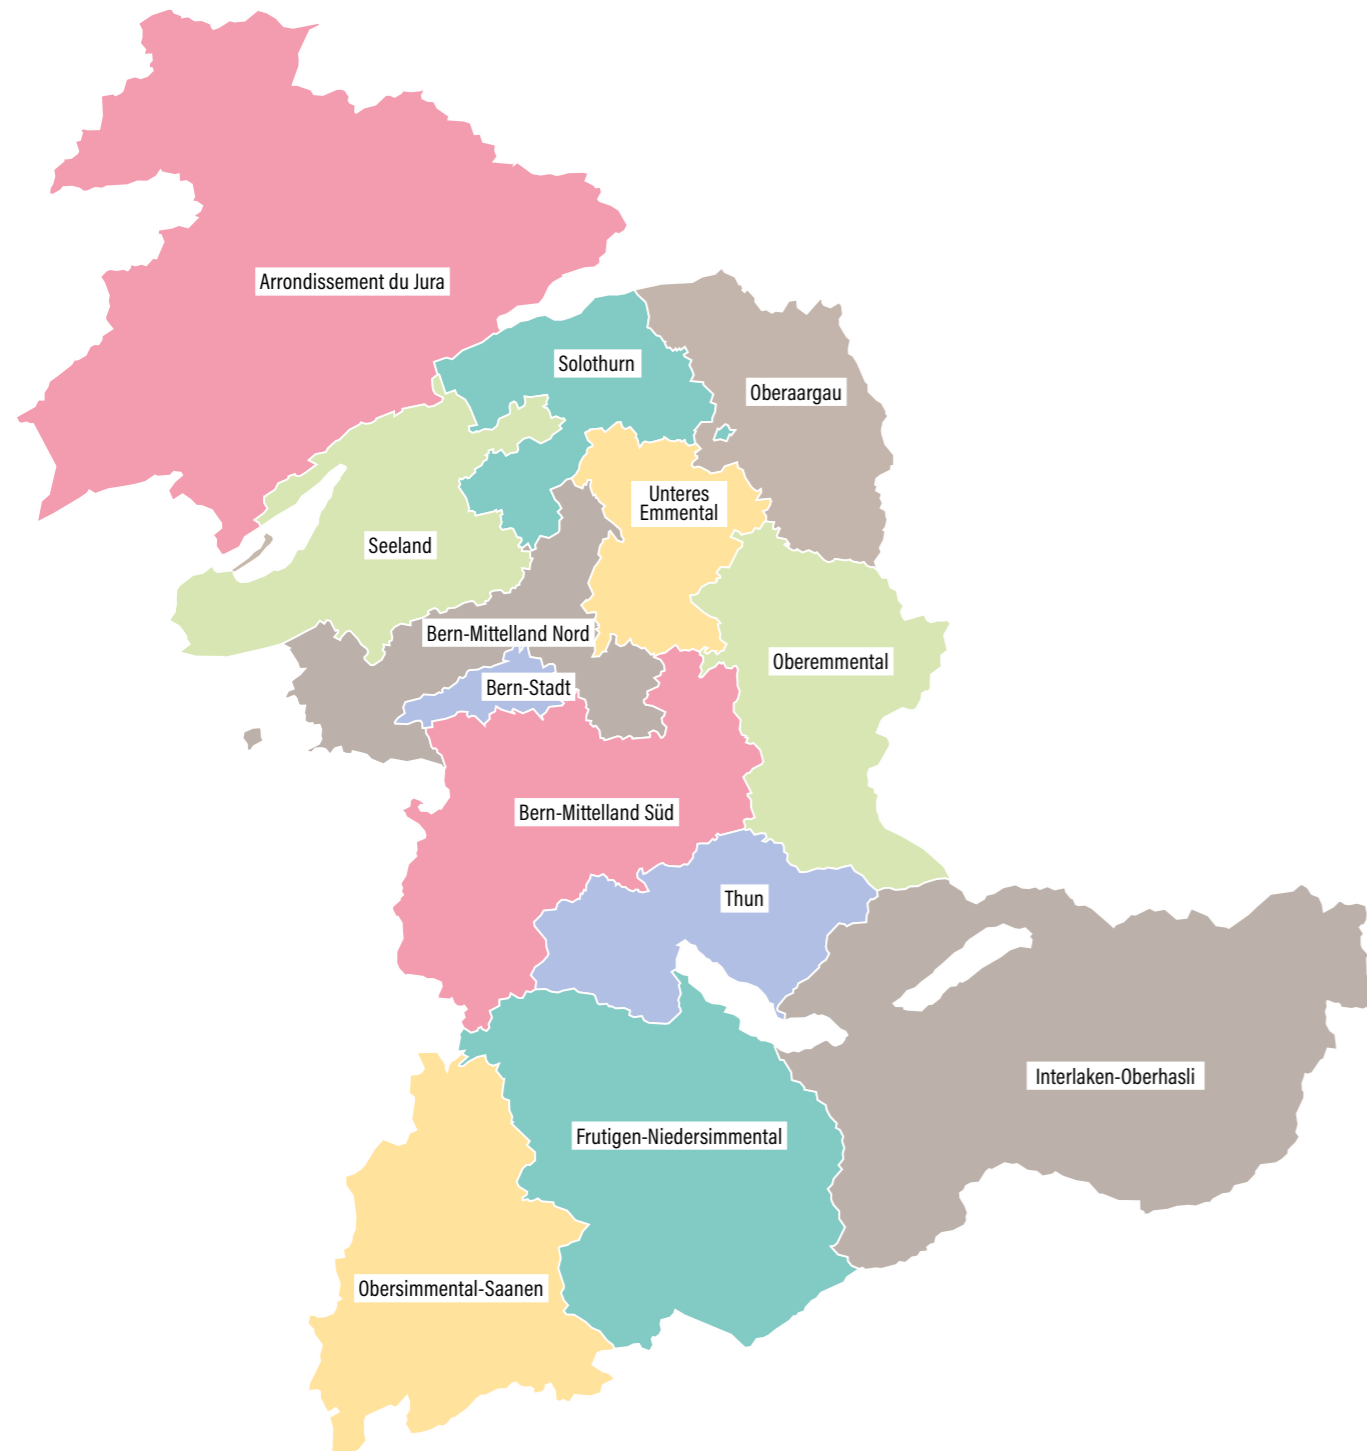 Arrondissement du Jura
Solothurn
Oberaargau
Unteres
Emmental
Seeland
Bern-Mittelland Nord
Oberemmental
Bern-Stadt
Bern-Mittelland Süd
Thun
Interlaken-Oberhasli
Frutigen-Niedersimmental
Obersimmental-Saanen